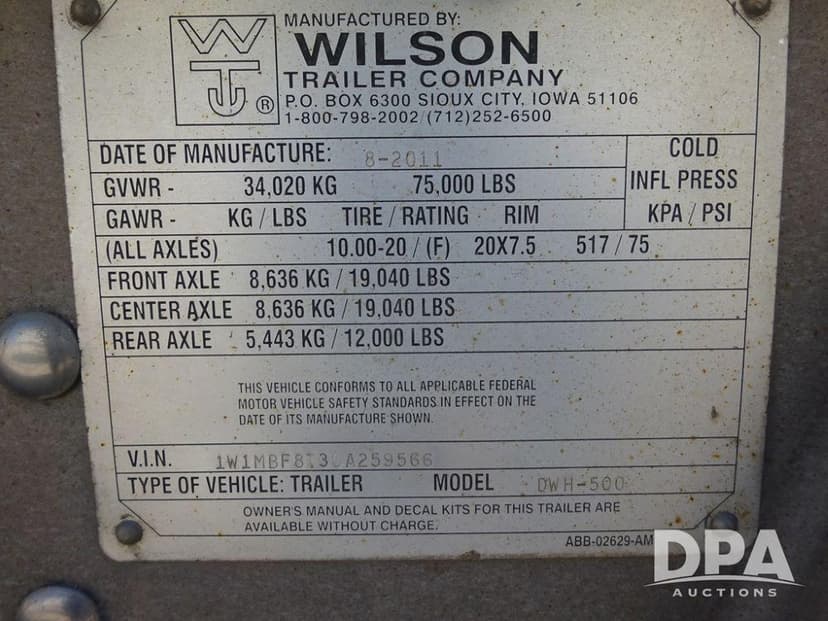 WTC ®
MANUFACTURED BY:
WILSON
TRAILER COMPANY
P.O. BOX 6300 SIOUX CITY, IOWA 51106
1-800-798-2002/(712)252-6500
DATE OF MANUFACTURE: 8-2011 COLD
GVWR - 34,020 KG 75,000 LBS INFL PRESS
GAWR - KG / LBS TIRE / RATING RIM KPA / PSI
(ALL AXLES) 10.00-20 / (F) 20X7.5 517 / 75
FRONT AXLE 8,636 KG / 19,040 LBS
CENTER AXLE 8,636 KG / 19,040 LBS
REAR AXLE 5,443 KG / 12,000 LBS
THIS VEHICLE CONFORMS TO ALL APPLICABLE FEDERAL
MOTOR VEHICLE SAFETY STANDARDS IN EFFECT ON THE
DATE OF ITS MANUFACTURE SHOWN.
V.I.N.
TYPE OF VEHICLE: TRAILER MODEL DWH-500
OWNER'S MANUAL AND DECAL KITS FOR THIS TRAILER ARE
AVAILABLE WITHOUT CHARGE.
ABB-02629-AM
DPA
AUCTIONS